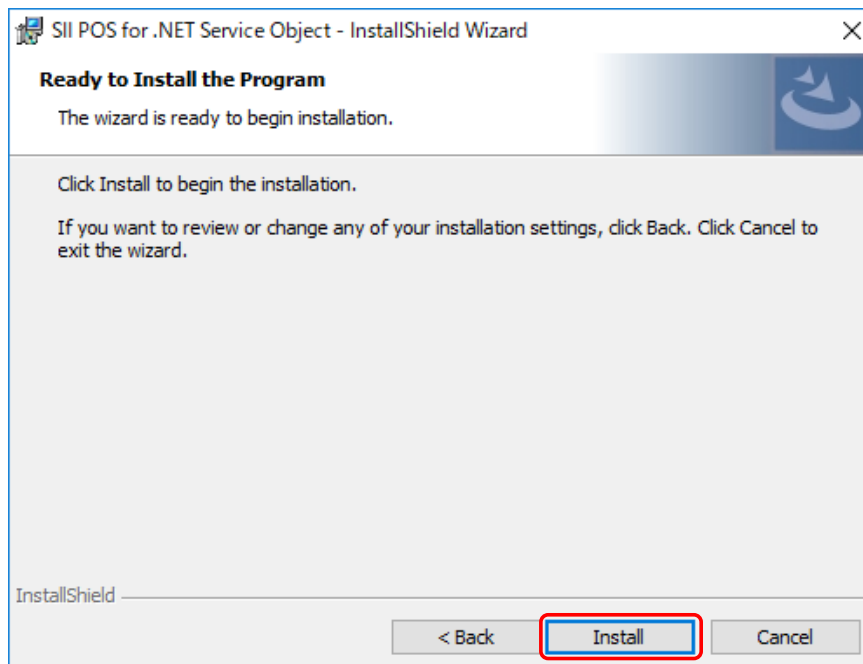 SII POS for .NET Service Object - InstallShield Wizard
Ready to Install the Program
The wizard is ready to begin installation.
Click Install to begin the installation.
If you want to review or change any of your installation settings, click Back. Click Cancel to
exit the wizard.
InstallShield
< Back Install Cancel